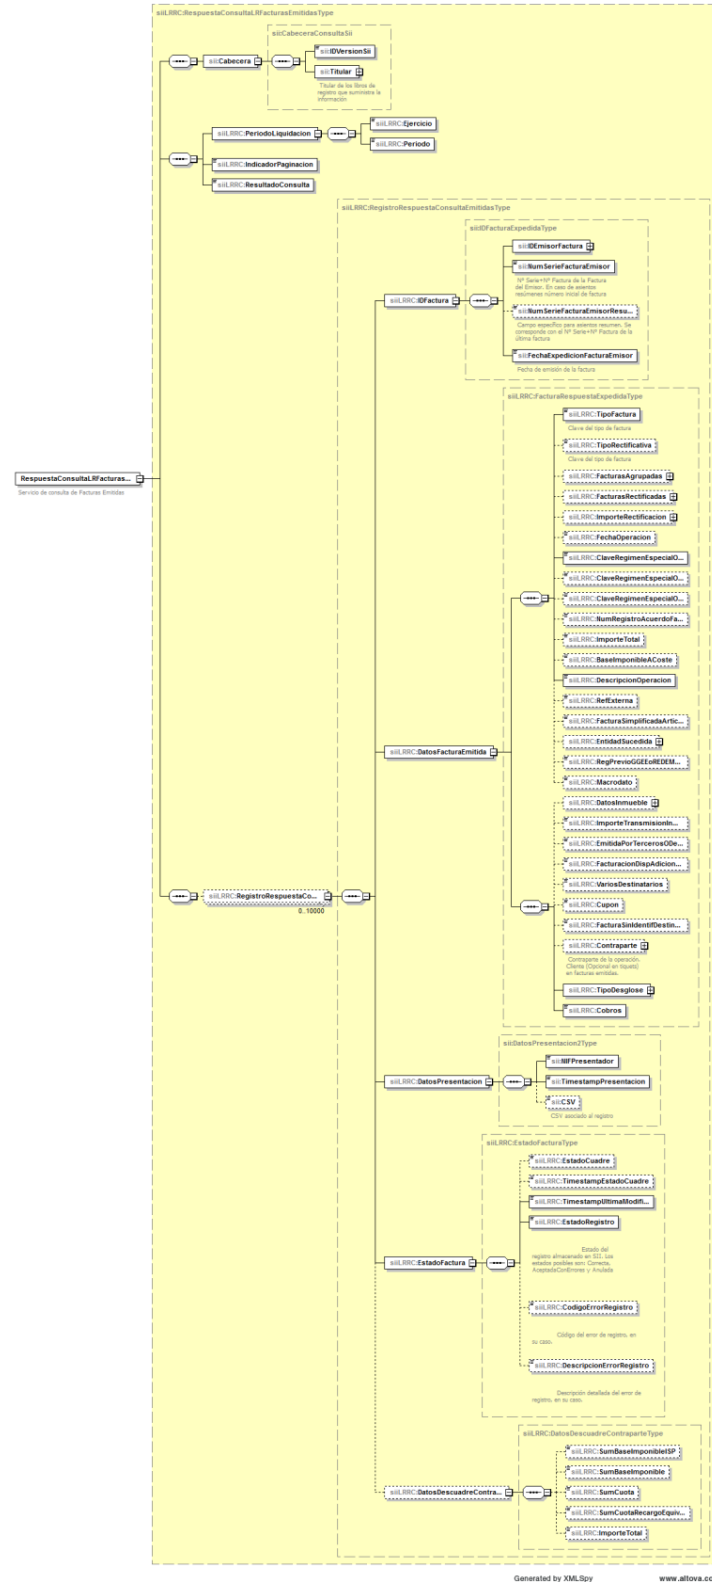 siiLRRC:RespuestaConsultaLRFacturasEmitidasType
sii:CabeceraConsultaSii
sii:Cabecera
sii:IDVersionSii
sii:Titular
Titular de los libros de
registro que suministra la
información
siiLRRC:PeriodoLiquidacion
siiLRRC:Ejercicio
siiLRRC:Periodo
siiLRRC:IndicadorPaginacion
siiLRRC:ResultadoConsulta
siiLRRC:RegistroRespuestaConsultaEmitidasType
sii:IDFacturaExpedidaType
siiLRRC:IDFactura
sii:IDEmisorFactura
sii:NumSerieFacturaEmisor
Nº Serie+Nº Factura de la Factura
del Emisor. En caso de asientos
resúmenes número inicial de factura
sii:NumSerieFacturaEmisorResu...
Campo específico para asientos resumen. Se
corresponde con el Nº Serie+Nº Factura de la
última factura
sii:FechaExpedicionFacturaEmisor
Fecha de emisión de la factura
siiLRRC:FacturaRespuestaExpedidaType
siiLRRC:TipoFactura
Clave del tipo de factura
siiLRRC:TipoRectificativa
Clave del tipo de factura
siiLRRC:FacturasAgrupadas
RespuestaConsultaLRFacturas...
Servicio de consulta de Facturas Emitidas
siiLRRC:FacturasRectificadas
siiLRRC:ImporteRectificacion
siiLRRC:FechaOperacion
siiLRRC:ClaveRegimenEspecialO...
siiLRRC:ClaveRegimenEspecialO...
siiLRRC:ClaveRegimenEspecialO...
siiLRRC:NumRegistroAcuerdoFa...
siiLRRC:ImporteTotal
siiLRRC:BaseImponibleACoste
siiLRRC:DescripcionOperacion
siiLRRC:RefExterna
siiLRRC:FacturaSimplificadaArtic...
siiLRRC:EntidadSucedida
siiLRRC:DatosFacturaEmitida
siiLRRC:RegPrevioGGEEoREDEM...
siiLRRC:Macrodato
siiLRRC:DatosInmueble
siiLRRC:ImporteTransmisionIn...
siiLRRC:EmitidaPorTercerosODe...
siiLRRC:FacturacionDispAdicion...
siiLRRC:VariosDestinatarios
siiLRRC:RegistroRespuestaCo...
0..10000
siiLRRC:Cupon
siiLRRC:FacturaSinIdentifDestin...
siiLRRC:Contraparte
Contraparte de la operación.
Cliente (Opcional en tiquets)
en facturas emitidas.
siiLRRC:TipoDesglose
siiLRRC:Cobros
sii:DatosPresentacion2Type
siiLRRC:DatosPresentacion
sii:NIFPresentador
sii:TimestampPresentacion
sii:CSV
CSV asociado al registro
siiLRRC:EstadoFacturaType
siiLRRC:EstadoCuadre
siiLRRC:TimestampEstadoCuadre
siiLRRC:TimestampUltimaModifi...
siiLRRC:EstadoRegistro
Estado del
registro almacenado en SII. Los
estados posibles son: Correcta,
AceptadaConErrores y Anulada
siiLRRC:EstadoFactura
siiLRRC:CodigoErrorRegistro
Código del error de registro, en
su caso.
siiLRRC:DescripcionErrorRegistro
Descripción detallada del error de
registro, en su caso.
siiLRRC:DatosDescuadreContraparteType
siiLRRC:SumBaseImponibleISP
siiLRRC:SumBaseImponible
siiLRRC:DatosDescuadreContra...
siiLRRC:SumCuota
siiLRRC:SumCuotaRecargoEquiv...
siiLRRC:ImporteTotal
Generated by XMLSpy
www.altova.co